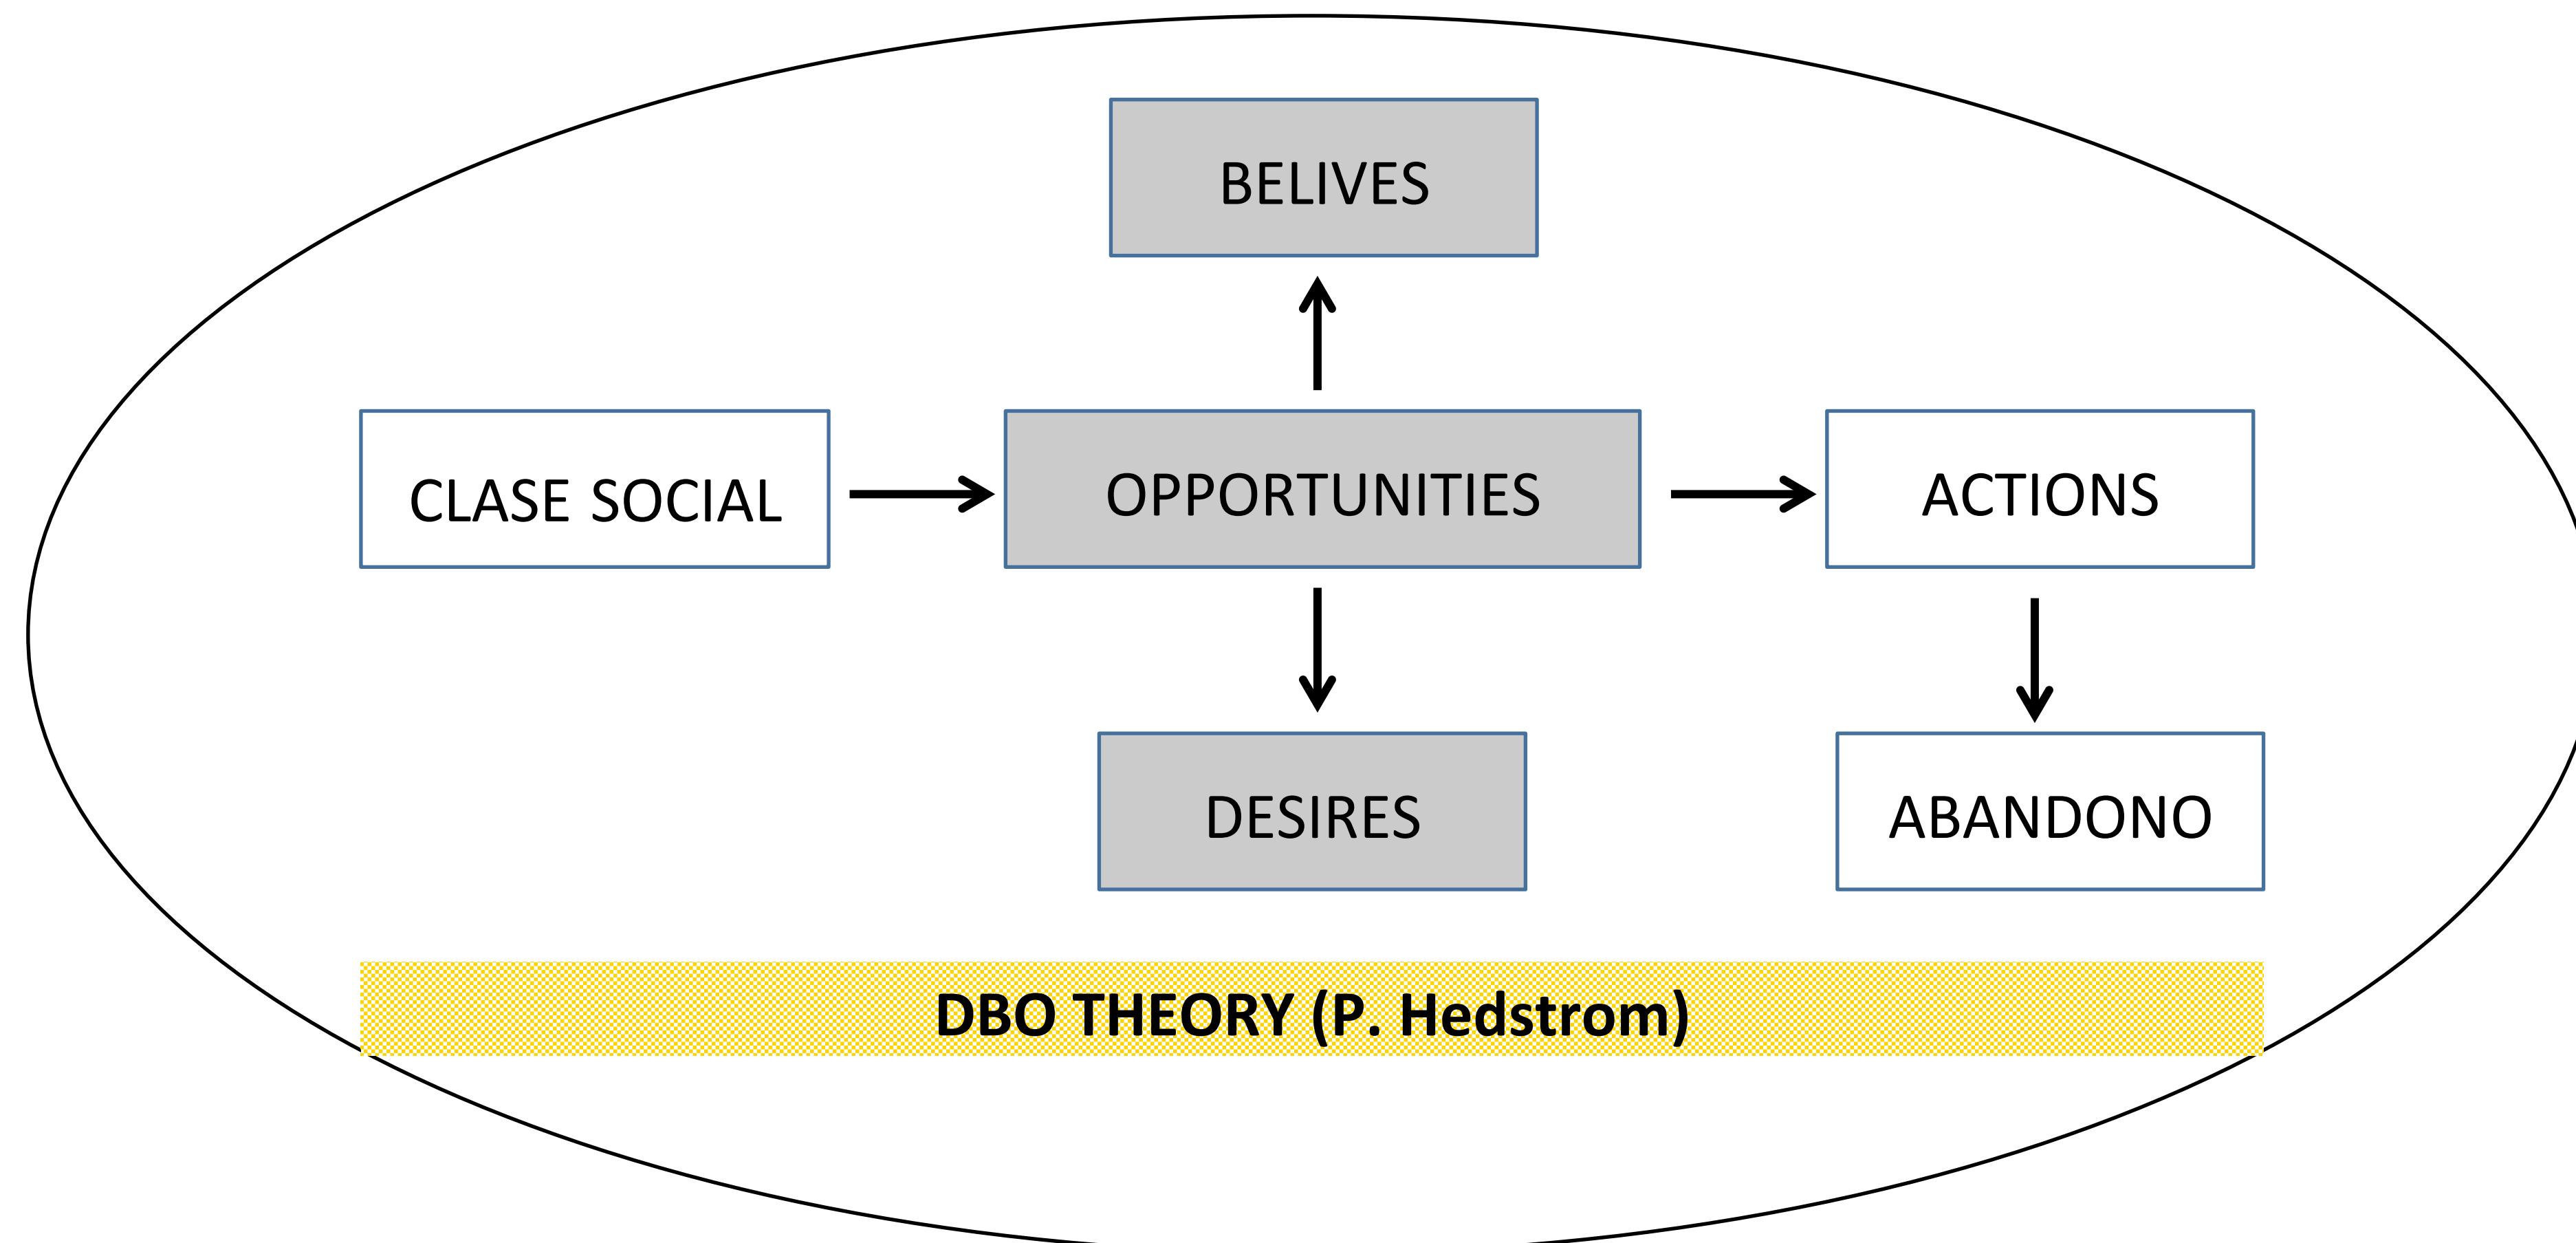 BELIVES
CLASE SOCIAL
OPPORTUNITIES
ACTIONS
DESIRES
ABANDONO
DBO THEORY (P. Hedstrom)